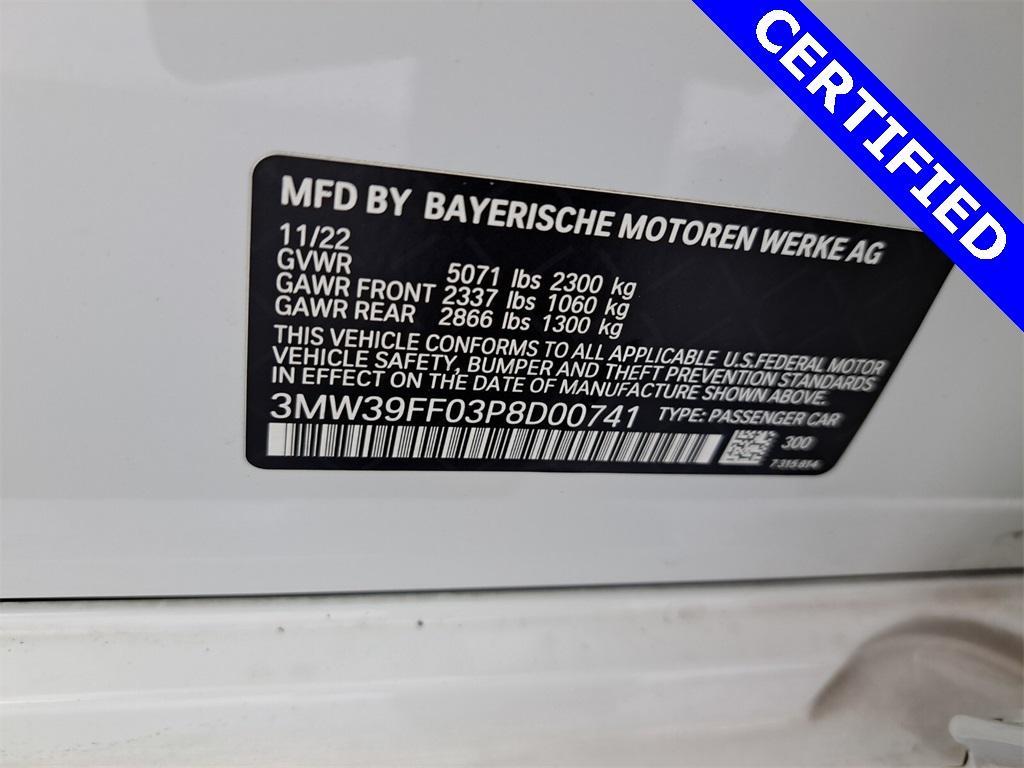 CERTIFIED
MFD BY BAYERISCHE MOTOREN WERKE AG
11/22
GVWR 5071 lbs 2300 kg
GAWR FRONT 2337 lbs 1060 kg
GAWR REAR 2866 lbs 1300 kg
THIS VEHICLE CONFORMS TO ALL APPLICABLE U.S.FEDERAL MOTOR
VEHICLE SAFETY, BUMPER AND THEFT PREVENTION STANDARDS
IN EFFECT ON THE DATE OF MANUFACTURE SHOWN ABOVE.
3MW39FF03P8D00741 TYPE: PASSENGER CAR
300
7315814